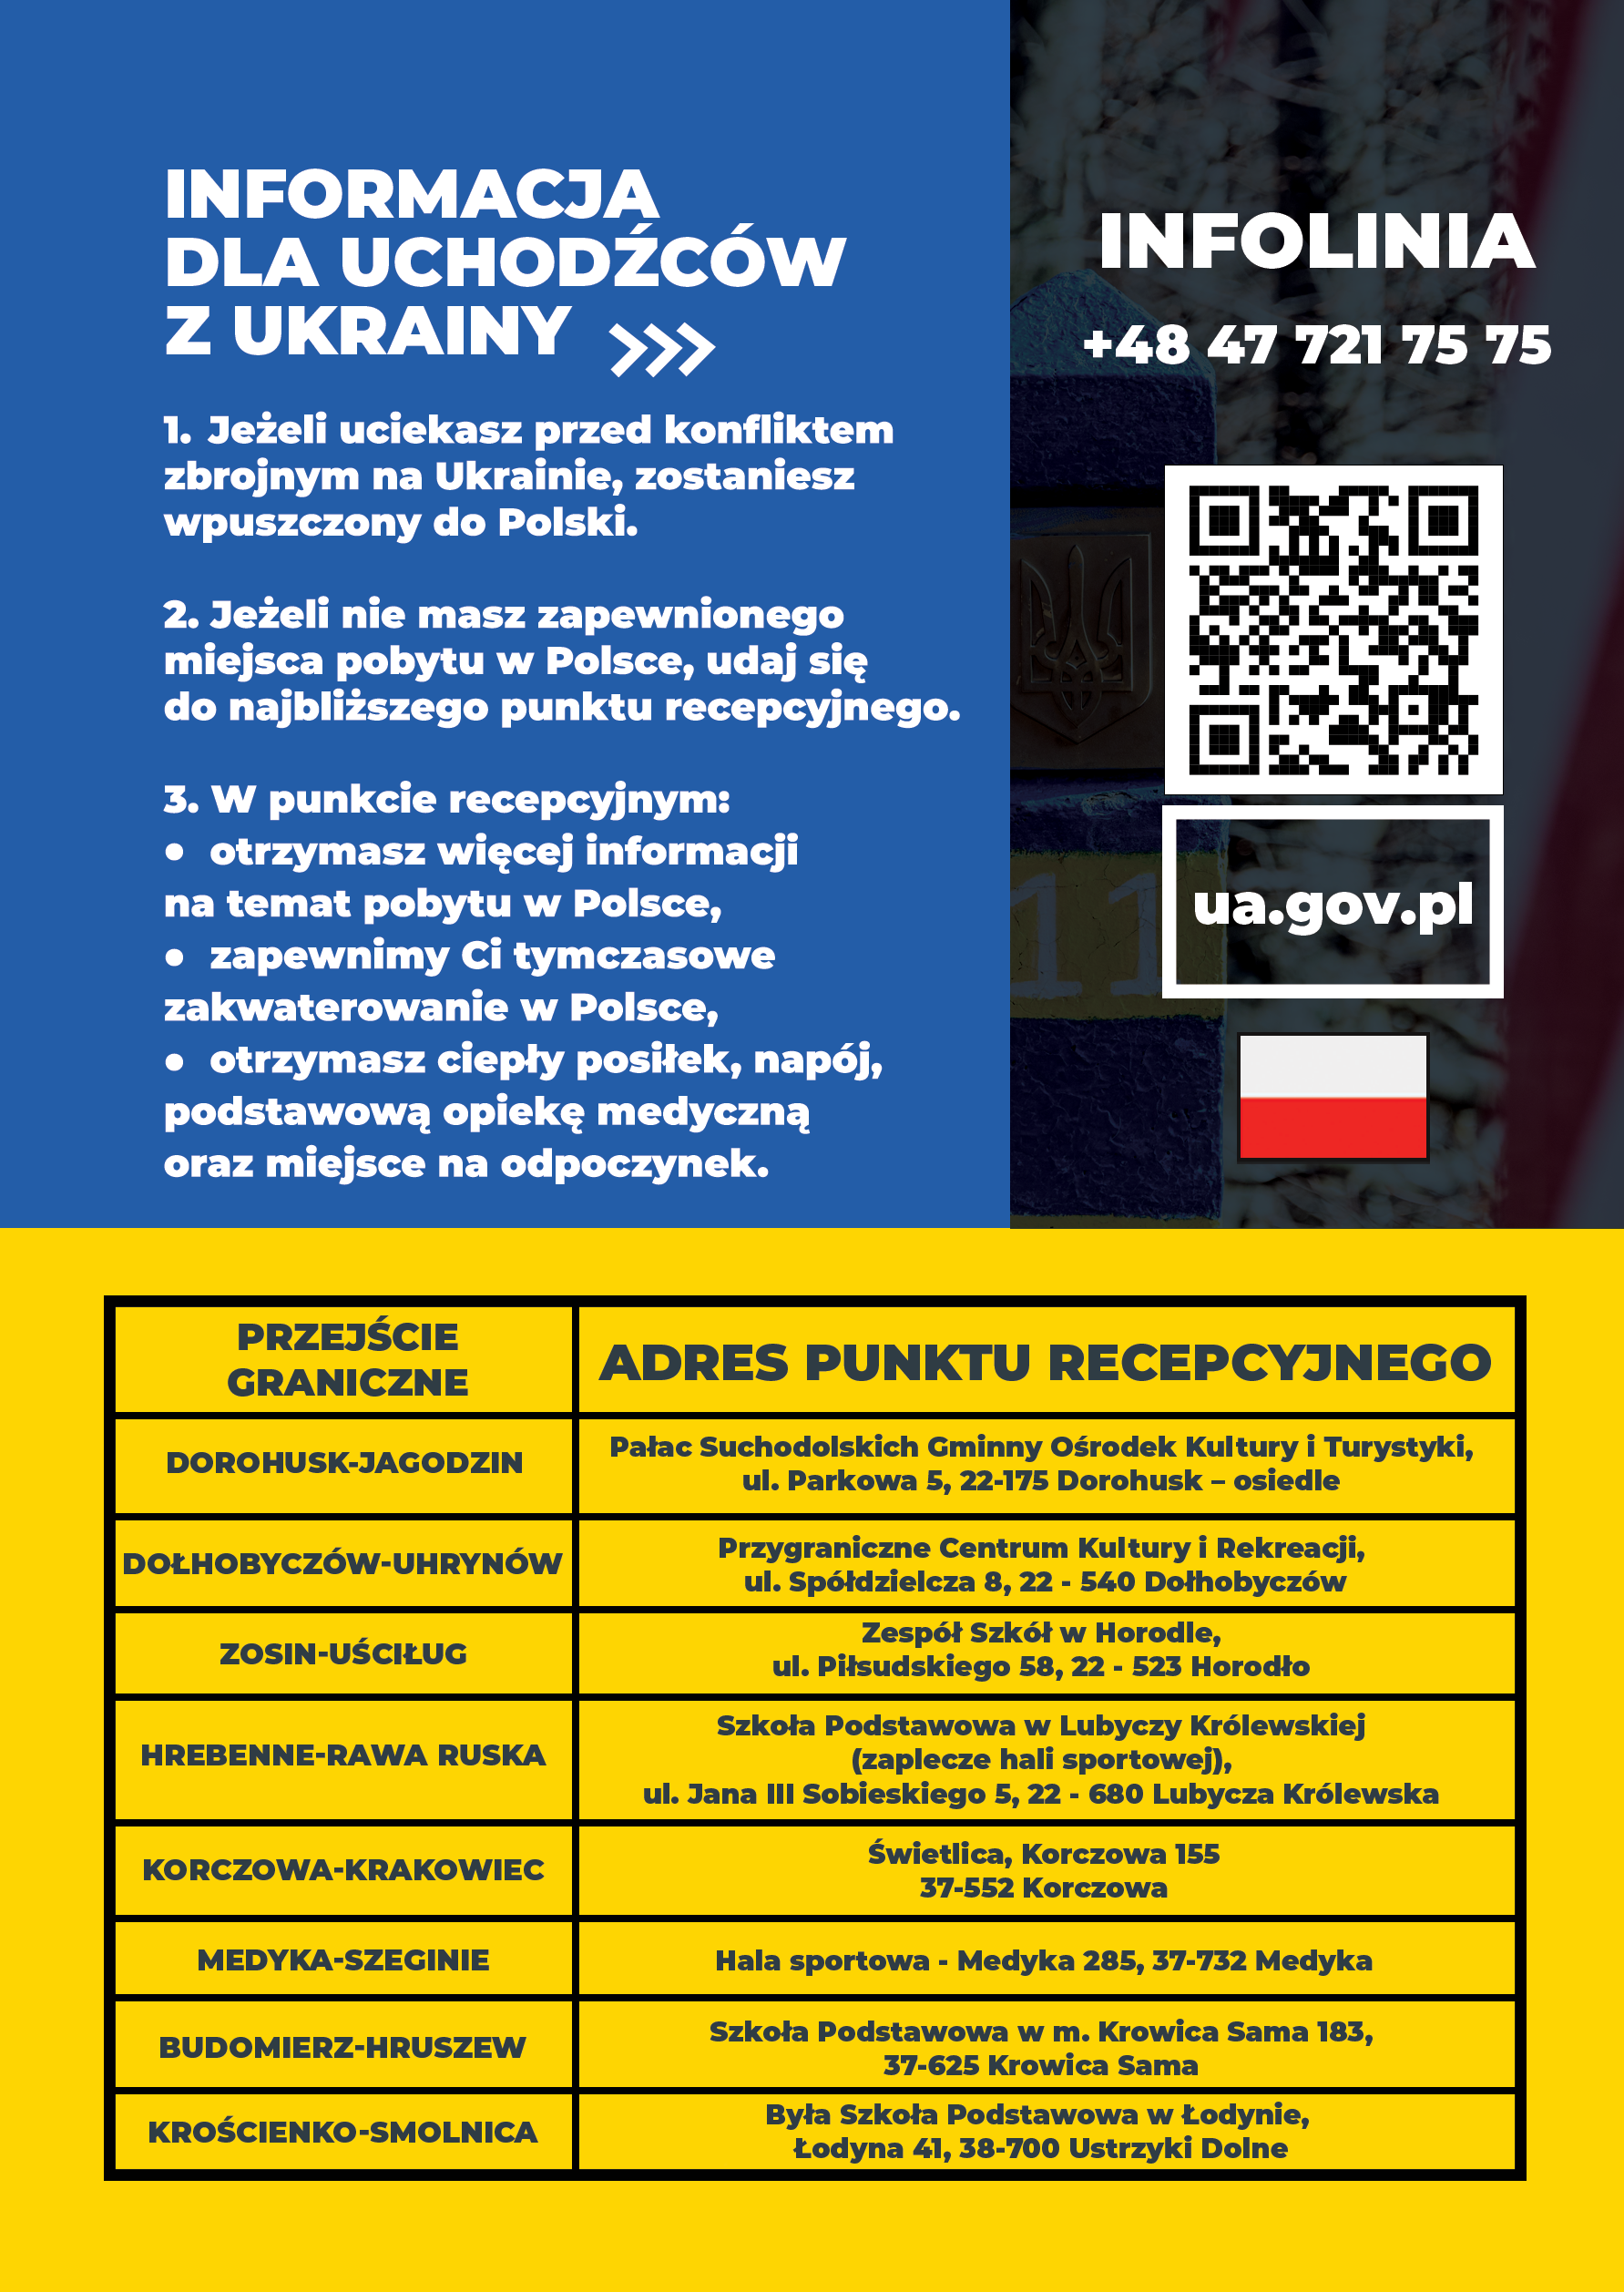 INFORMACJA
DLA UCHODŹCÓW
Z UKRAINY
1. Jeżeli uciekasz przed konfliktem
zbrojnym na Ukrainie, zostaniesz
wpuszczony do Polski.
2. Jeżeli nie masz zapewnionego
miejsca pobytu w Polsce, udaj się
do najbliższego punktu recepcyjnego.
3. W punkcie recepcyjnym:
● otrzymasz więcej informacji
na temat pobytu w Polsce,
● zapewnimy Ci tymczasowe
zakwaterowanie w Polsce,
● otrzymasz ciepły posiłek, napój,
podstawową opiekę medyczną
oraz miejsce na odpoczynek.
INFOLINIA
+48 47 721 75 75
11
ua.gov.pl
PRZEJŚCIE
GRANICZNE
ADRES PUNKTU RECEPCYJNEGO
DOROHUSK-JAGODZIN
Pałac Suchodolskich Gminny Ośrodek Kultury i Turystyki,
ul. Parkowa 5, 22-175 Dorohusk – osiedle
DOŁHOBYCZÓW-UHRYNÓW
Przygraniczne Centrum Kultury i Rekreacji,
ul. Spółdzielcza 8, 22 - 540 Dołhobyczów
ZOSIN-UŚCIŁUG
Zespół Szkół w Horodle,
ul. Piłsudskiego 58, 22 - 523 Horodło
HREBENNE-RAWA RUSKA
Szkoła Podstawowa w Lubyczy Królewskiej
(zaplecze hali sportowej),
ul. Jana III Sobieskiego 5, 22 - 680 Lubycza Królewska
KORCZOWA-KRAKOWIEC
Świetlica, Korczowa 155
37-552 Korczowa
MEDYKA-SZEGINIE
Hala sportowa - Medyka 285, 37-732 Medyka
BUDOMIERZ-HRUSZEW
Szkoła Podstawowa w m. Krowica Sama 183,
37-625 Krowica Sama
KROŚCIENKO-SMOLNICA
Była Szkoła Podstawowa w Łodynie,
Łodyna 41, 38-700 Ustrzyki Dolne